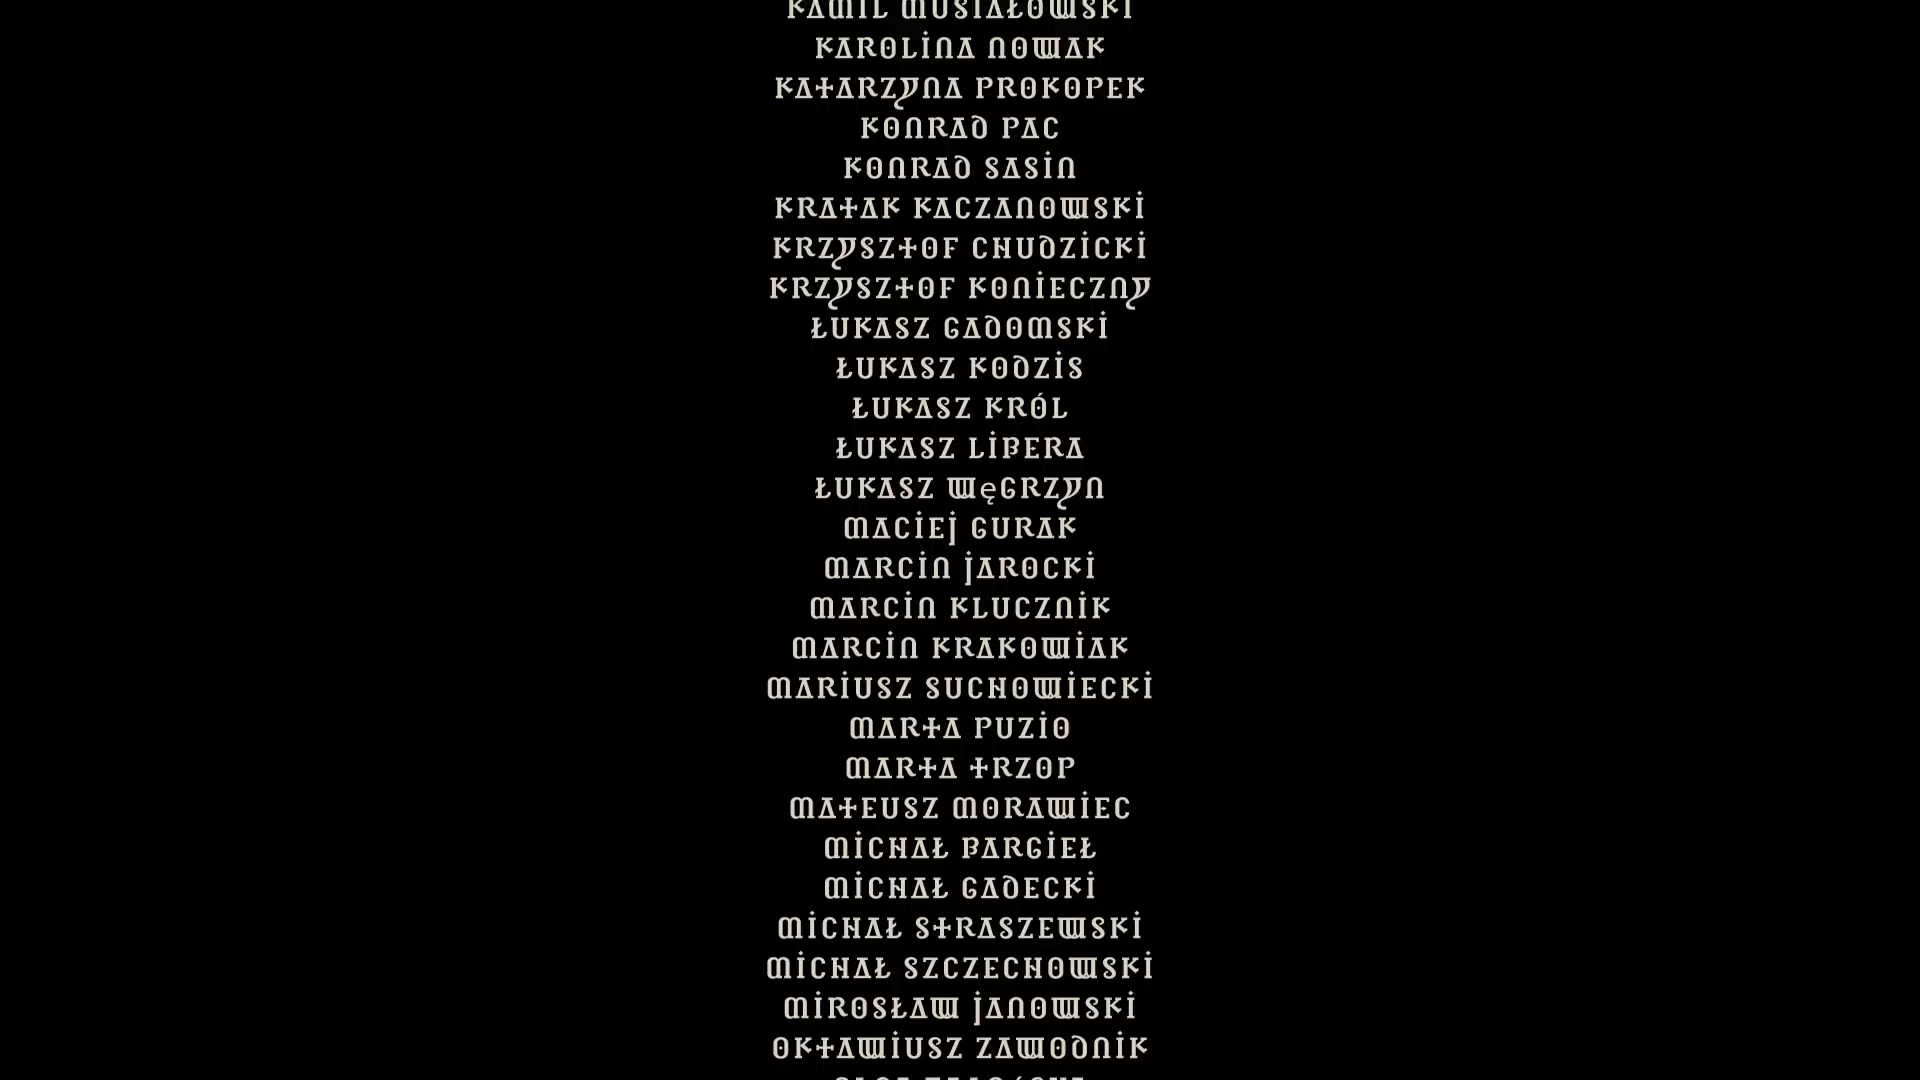 KAMIL MUSIAŁOWSKI
KAROLINA NOWAK
KATARZYNA PROKOPEK
KONRAD PAC
KONRAD SASIN
KRATAK KACZANOWSKI
KRZYSZTOF CHUDZICKI
KRZYSZTOF KONIECZNY
ŁUKASZ GADOMSKI
ŁUKASZ KODZIS
ŁUKASZ KRÓL
ŁUKASZ LIBERA
ŁUKASZ WęGRZYN
MACIEJ GURAK
MARCIN JAROCKI
MARCIN KLUCZNIK
MARCIN KRAKOWIAK
MARIUSZ SUCHOWIECKI
MARTA PUZIO
MARTA TRZOP
MATEUSZ MORAWIEC
MICHAŁ BARGIEŁ
MICHAŁ GADECKI
MICHAŁ STRASZEWSKI
MICHAŁ SZCZECHOWSKI
MIROSŁAW JANOWSKI
OKTAWIUSZ ZAWODNIK